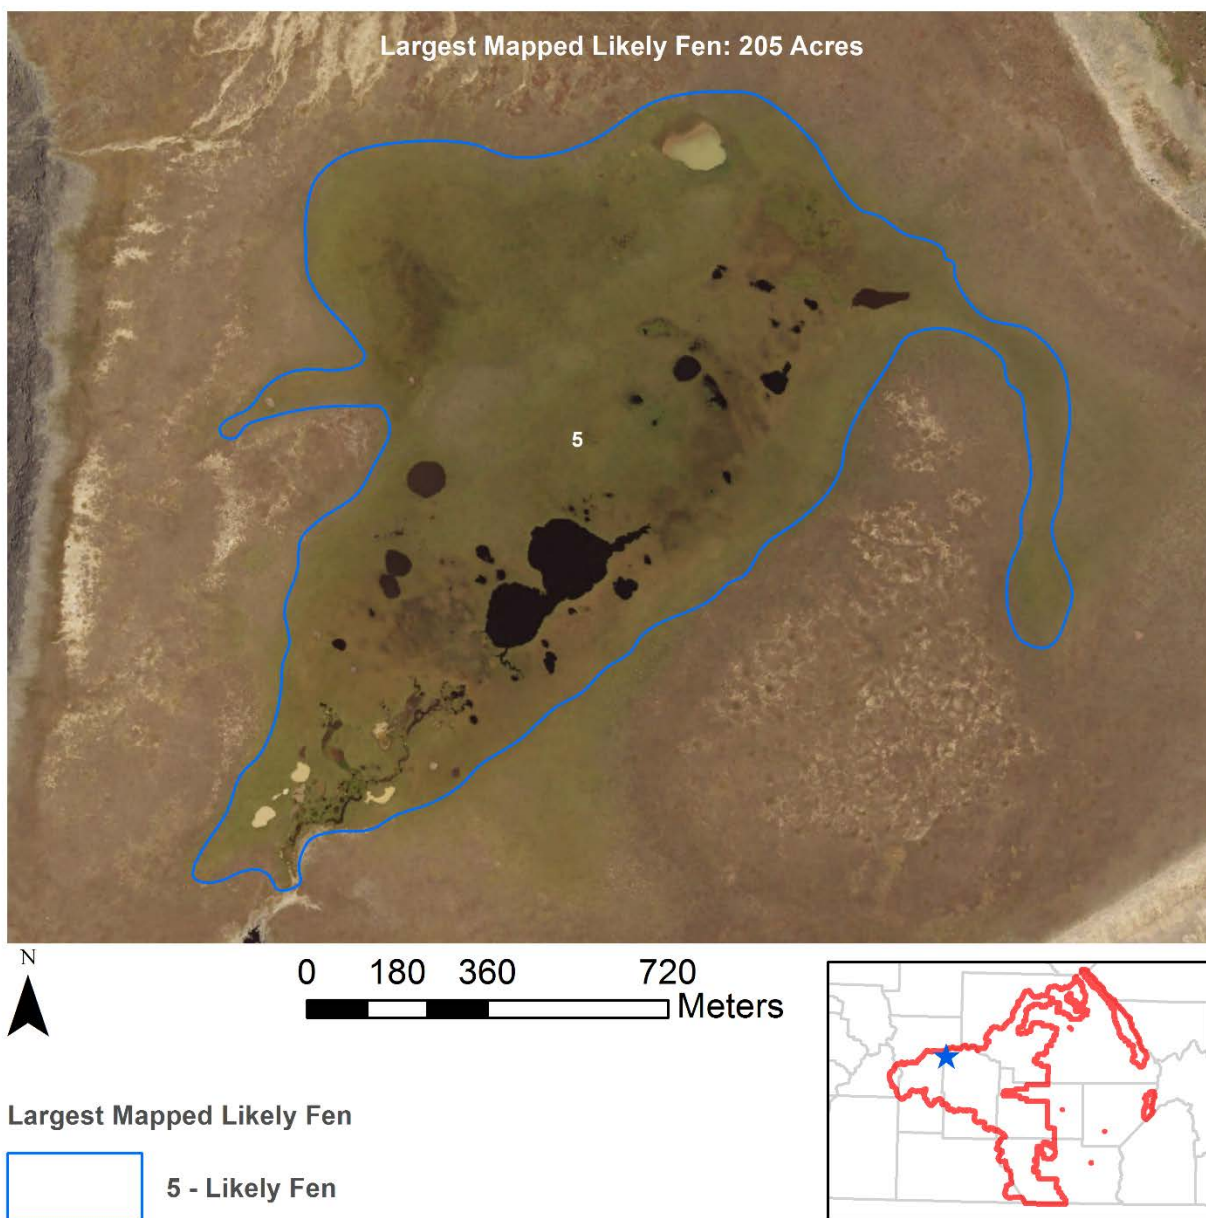 Largest Mapped Likely Fen: 205 Acres
5
N
0 180 360 720
Meters
Largest Mapped Likely Fen
5 - Likely Fen